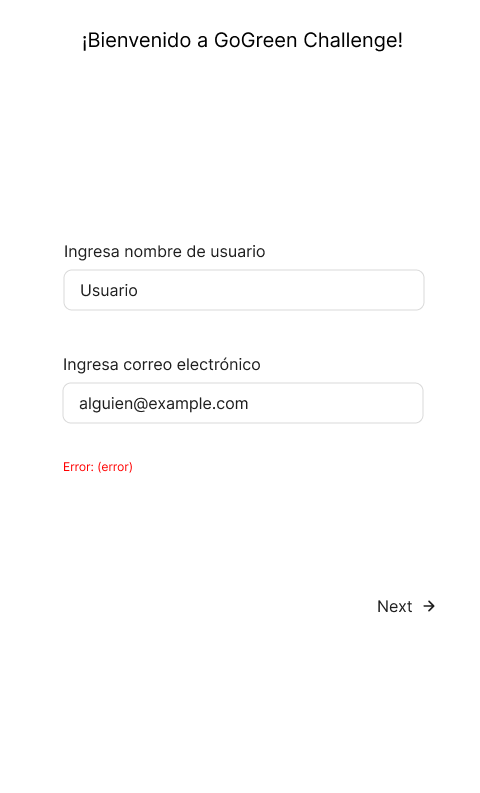 ¡Bienvenido a GoGreen Challenge!
Ingresa nombre de usuario
Usuario
Ingresa correo electrónico
alguien@example.com
Error: (error)
Next